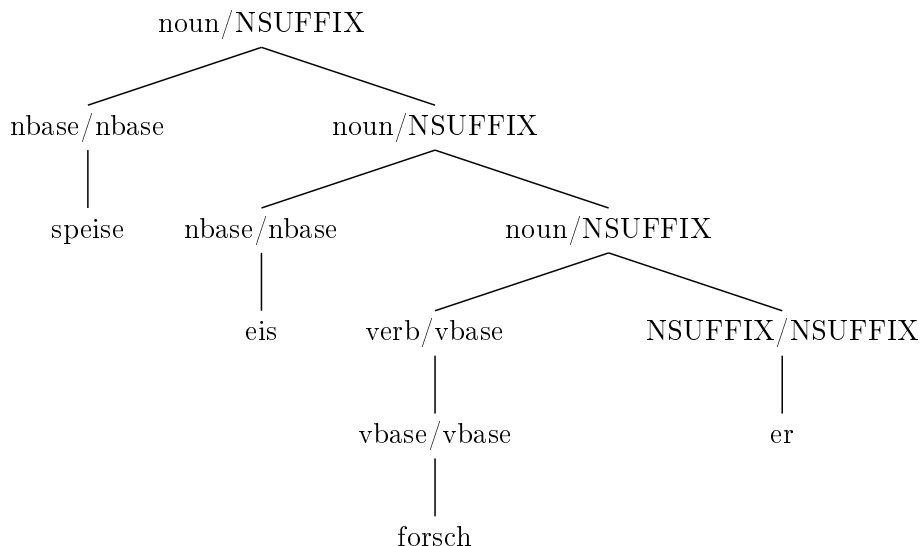 noun/NSUFFIX
nbase/nbase noun/NSUFFIX
speise nbase/nbase noun/NSUFFIX
eis verb/vbase NSUFFIX/NSUFFIX
vbase/vbase er
forsch